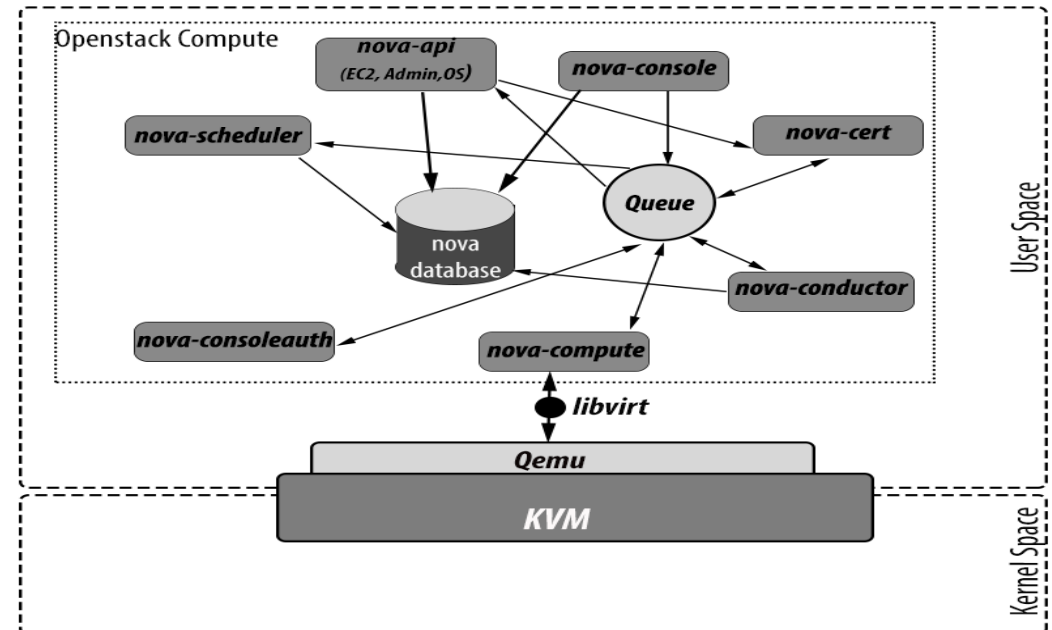 Openstack Compute
nova-api
(EC2, Admin,OS)
nova-console
nova-scheduler
nova-cert
Queue
nova
database
nova-conductor
nova-consoleauth
nova-compute
libvirt
Qemu
KVM
User Space
Kernel Space